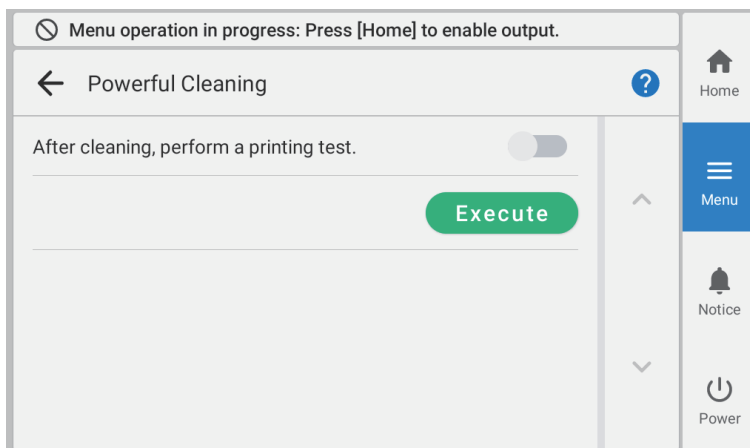 Menu operation in progress: Press [Home] to enable output.
Powerful Cleaning
?
Home
After cleaning, perform a printing test.
Execute
Menu
Notice
Power